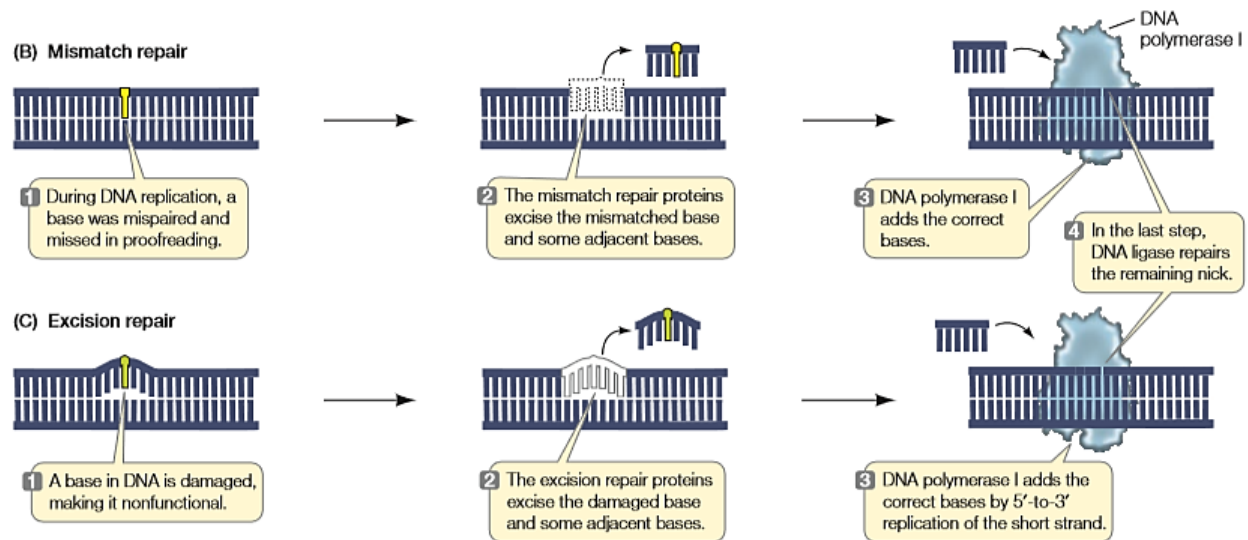 (B) Mismatch repair
DNA
polymerase I
1 During DNA replication, a
base was mispaired and
missed in proofreading.
2 The mismatch repair proteins
excise the mismatched base
and some adjacent bases.
3 DNA polymerase I
adds the correct
bases.
4 In the last step,
DNA ligase repairs
the remaining nick.
(C) Excision repair
1 A base in DNA is damaged,
making it nonfunctional.
2 The excision repair proteins
excise the damaged base
and some adjacent bases.
3 DNA polymerase I adds the
correct bases by 5′-to-3′
replication of the short strand.